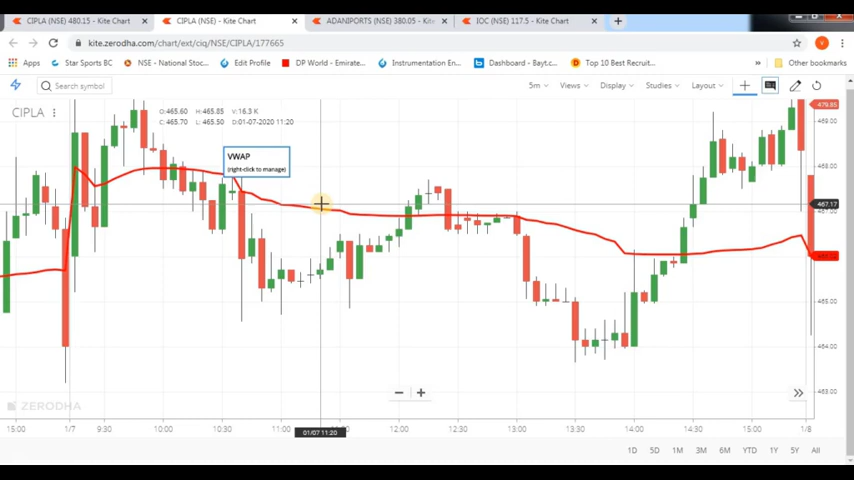 CIPLA (NSE) 480.15 - Kite Chart
CIPLA (NSE) - Kite Chart
ADANIPORTS (NSE) 380.05 - Kite Chart
IOC (NSE) 117.5 - Kite Chart
kite.zerodha.com/chart/ext/ciq/NSE/CIPLA/177665
Apps
Star Sports BC
NSE - National Stoc...
Edit Profile
DP World - Emirate...
Instrumentation En...
Dashboard - Bayt.c...
Top 10 Best Recruit...
Other bookmarks
Search symbol
5m
Views
Display
Studies
Layout
CIPLA
O:465.60 H:465.85 V:16.3 K
C:465.70 L:465.50 D:01-07-2020 11:20
VWAP
(right-click to manage)
479.85
469.00
468.00
467.17
467.00
465.00
464.00
463.00
ZERODHA
15:00 1/7 9:30 10:00 10:30 11:00 12:00 12:30 13:00 13:30 14:00 14:30 15:00 1/8
01/07 11:20
1D 5D 1M 3M 6M YTD 1Y 5Y All